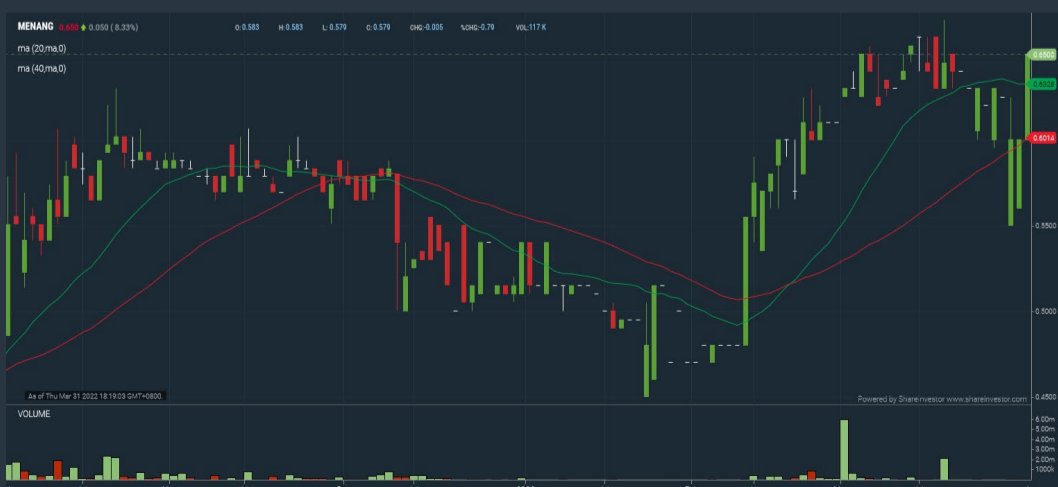 MENANG 0.650 0.050 ( 8.33%) O: 0.583 H: 0.583 L: 0.579 C: 0.579 CHG:-0.005 %CHG:-0.79 VOL:117 K
ma (20,ma,0)
ma (40,ma,0)
0.6500
0.6328
0.6014
0.5500
0.5000
0.4500
As of Thu Mar 31 2022 18:19:03 GMT+0800.
Powered by ShareInvestor www.shareinvestor.com
VOLUME
6.00m
5.00m
4.00m
3.00m
2.00m
1000k